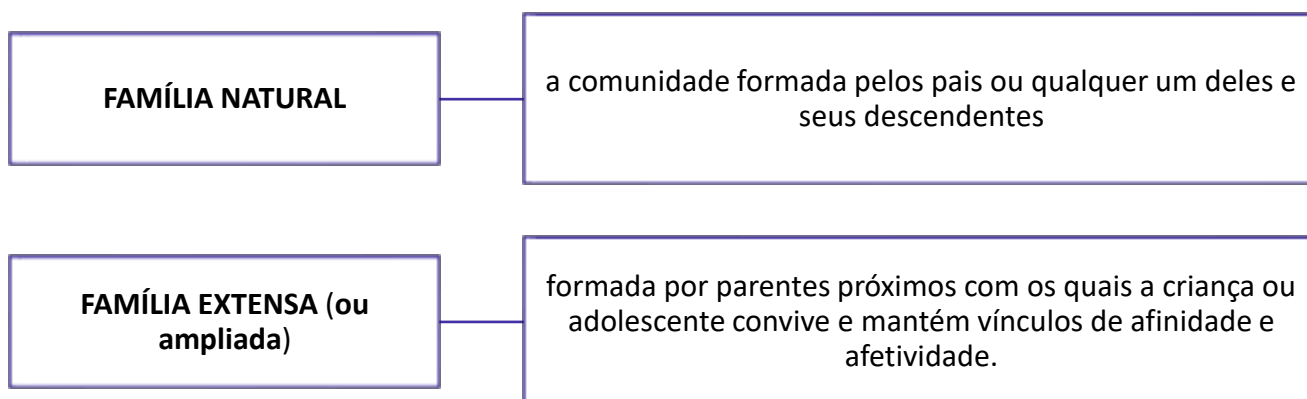 FAMÍLIA NATURAL
a comunidade formada pelos pais ou qualquer um deles e
seus descendentes
FAMÍLIA EXTENSA (ou
ampliada)
formada por parentes próximos com os quais a criança ou
adolescente convive e mantém vínculos de afinidade e
afetividade.